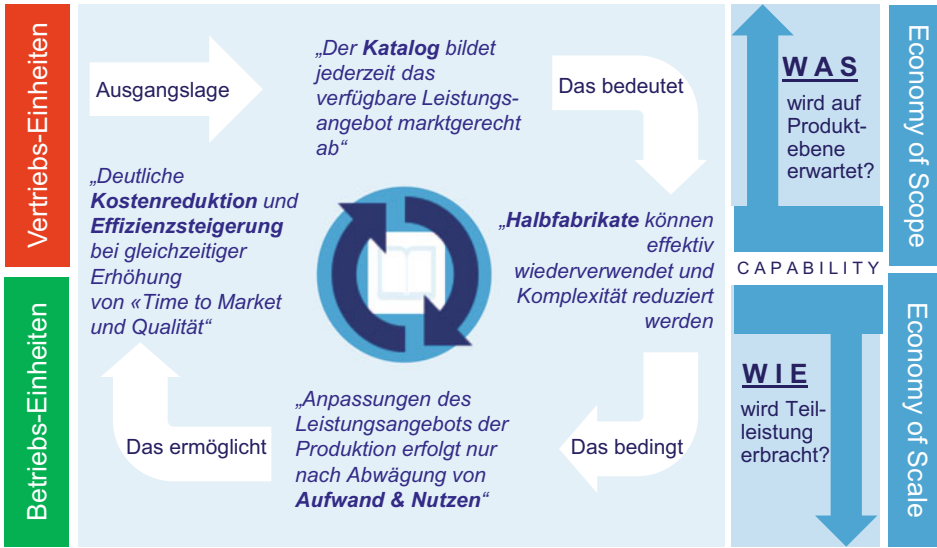 Vertriebs-Einheiten
Betriebs-Einheiten
Ausgangslage
„Der Katalog bildet
jederzeit das
verfügbare Leistungs-
angebot marktgerecht
ab“
Das bedeutet
„Halbfabrikate können
effektiv
wiederverwendet und
Komplexität reduziert
werden
Das bedingt
„Anpassungen des
Leistungsangebots der
Produktion erfolgt nur
nach Abwägung von
Aufwand & Nutzen“
Das ermöglicht
„Deutliche
Kostenreduktion und
Effizienzsteigerung
bei gleichzeitiger
Erhöhung
von «Time to Market
und Qualität“
WAS
wird auf
Produkt-
ebene
erwartet?
CAPABILITY
WIE
wird Teil-
leistung
erbracht?
Economy of Scope
Economy of Scale